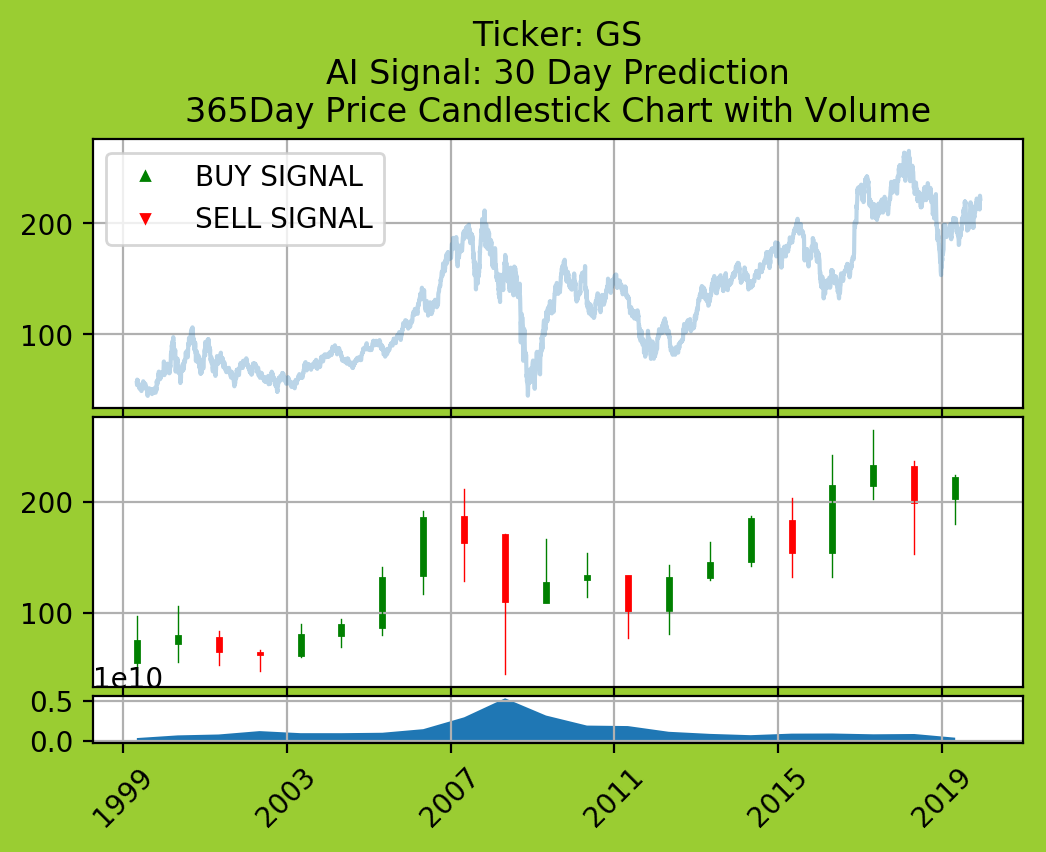 Ticker: GS
AI Signal: 30 Day Prediction
365Day Price Candlestick Chart with Volume
BUY SIGNAL
SELL SIGNAL
200
100
200
100
1e10
0.5
0.0
1999
2003
2007
2011
2015
2019